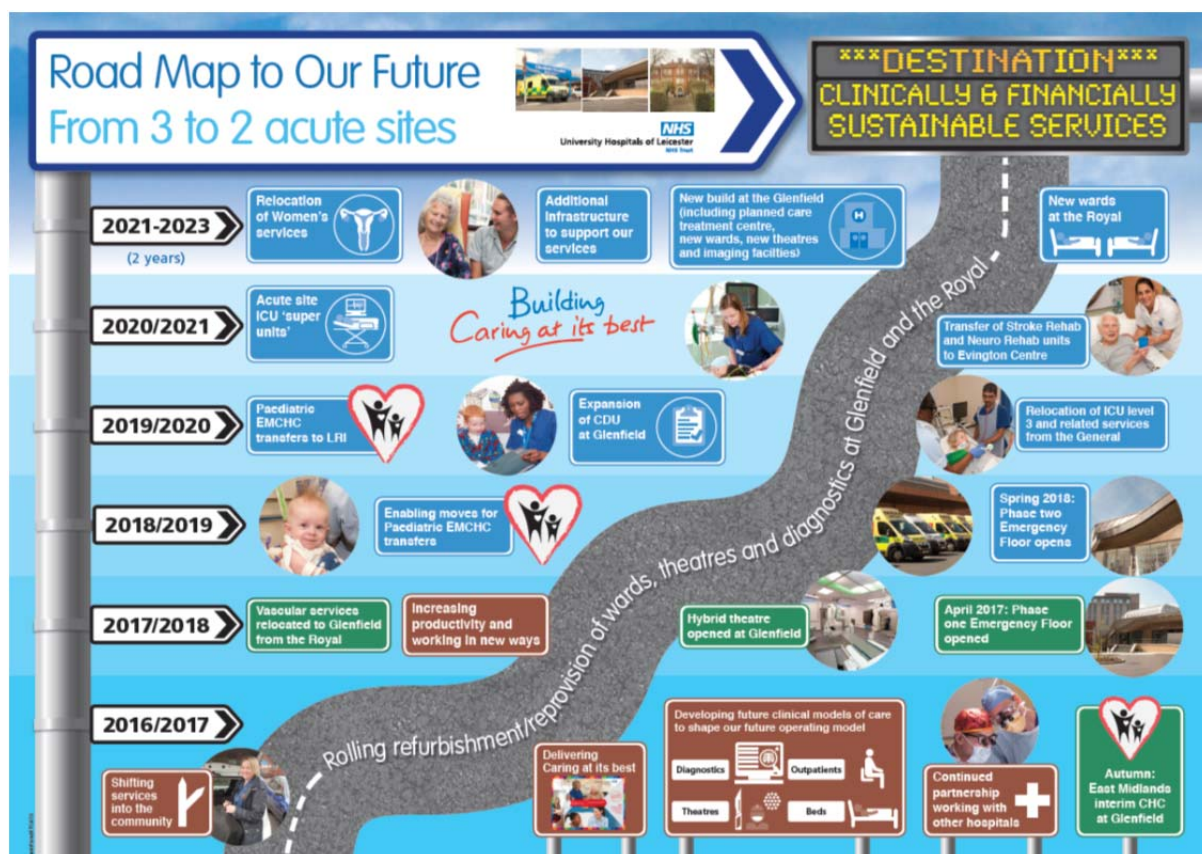 Road Map to Our Future
From 3 to 2 acute sites
NHS
University Hospitals of Leicester
NHS Trust
***DESTINATION***
CLINICALLY & FINANCIALLY
SUSTAINABLE SERVICES
2021-2023
(2 years)
Relocation
of Women's
services
Additional
infrastructure
to support our
services
New build at the Glenfield
(including planned care
treatment centre,
new wards, new theatres
and imaging facilties)
H
New wards
at the Royal
2020/2021
Acute site
ICU 'super
units'
Building
Caring at its best
Transfer of Stroke Rehab
and Neuro Rehab units
to Evington Centre
2019/2020
Paediatric
EMCHC
transfers to LRI
Expansion
of CDU
at Glenfield
Relocation of ICU level
3 and related services
from the General
2018/2019
Enabling moves for
Paediatric EMCHC
transfers
Spring 2018:
Phase two
Emergency
Floor opens
2017/2018
Vascular services
relocated to Glenfield
from the Royal
Increasing
productivity and
working in new ways
Hybrid theatre
opened at Glenfield
April 2017: Phase
one Emergency Floor
opened
2016/2017
Rolling refurbishment/reprovision of wards, theatres and diagnostics at Glenfield and the Royal
Shifting
services
into the
community
Delivering
Caring at its best
Developing future clinical models of care
to shape our future operating model
Diagnostics
Outpatients
Theatres
Beds
Continued
partnership
working with
other hospitals
Autumn:
East Midlands
interim CHC
at Glenfield